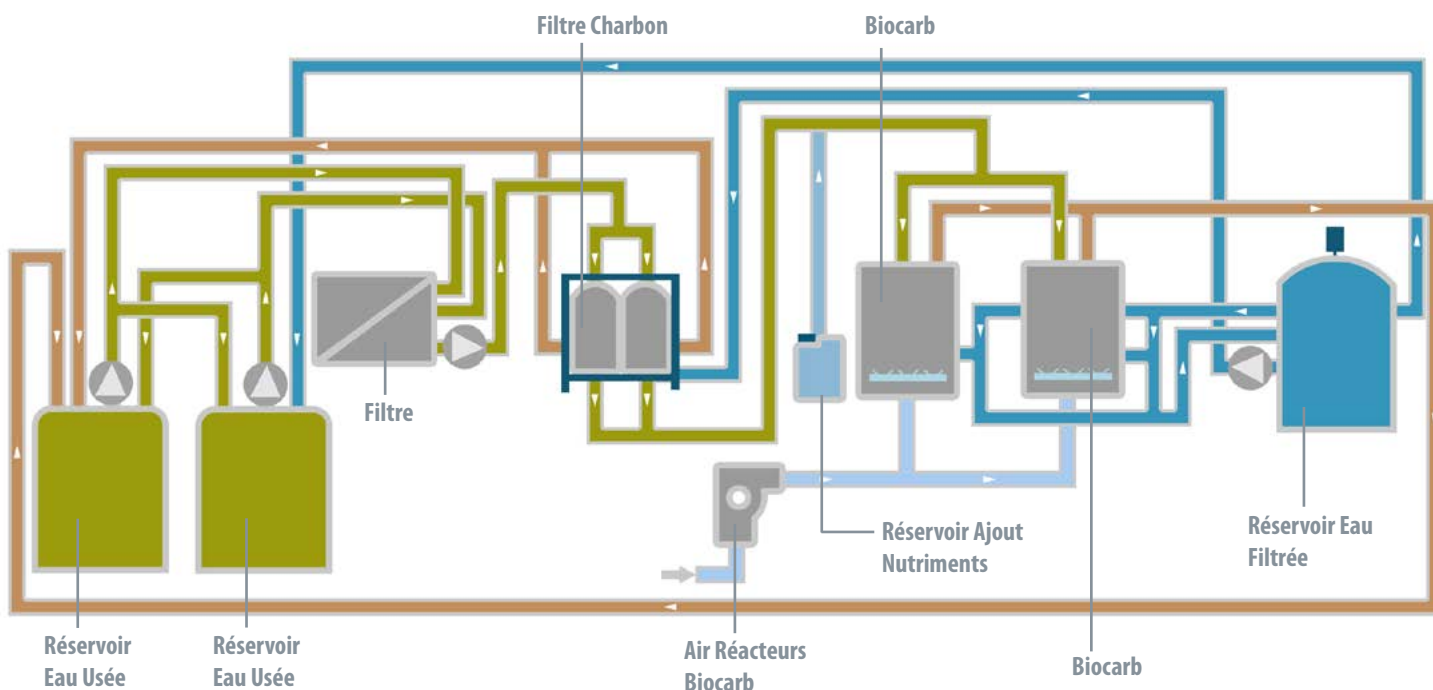 Filtre Charbon
Biocarb
Filtre
Réservoir Ajout
Nutriments
Réservoir Eau
Filtrée
Réservoir
Eau Usée
Réservoir
Eau Usée
Air Réacteurs
Biocarb
Biocarb